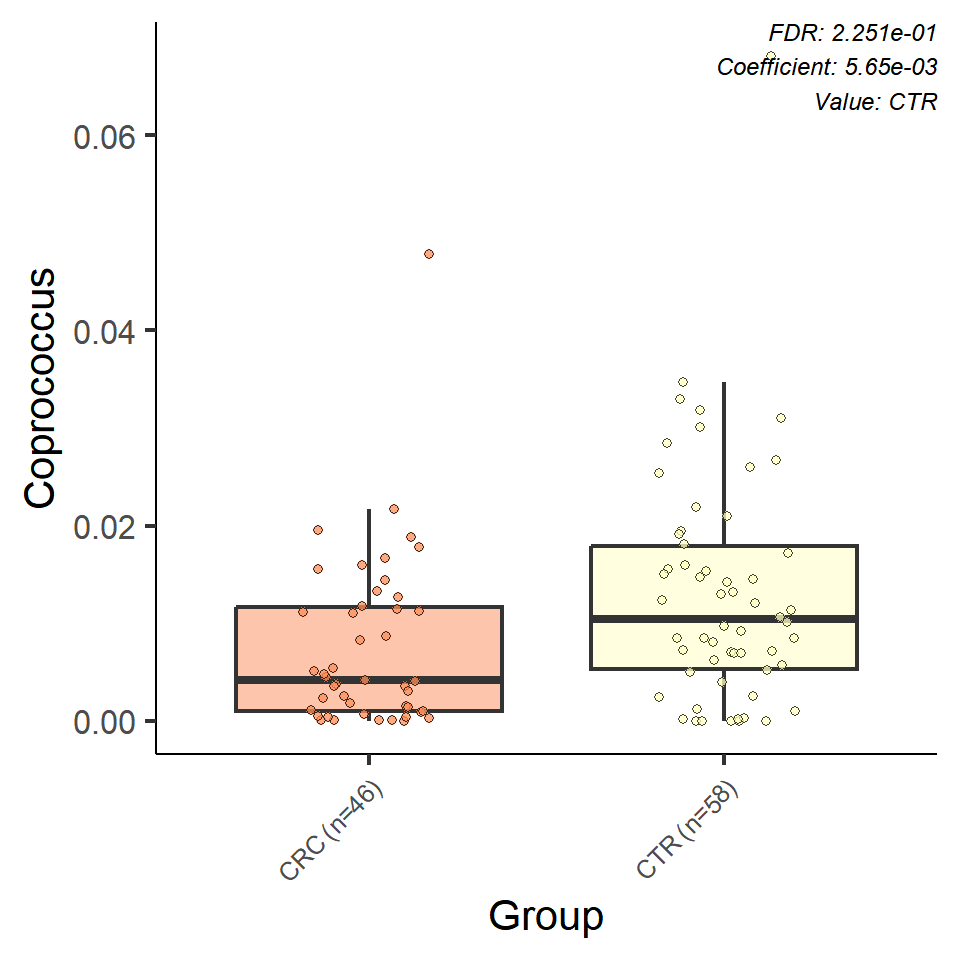 FDR: 2.251e-01
Coefficient: 5.65e-03
Value: CTR
Coprococcus
0.06
0.04
0.02
0.00
CRC (n=46)
CTR (n=58)
Group